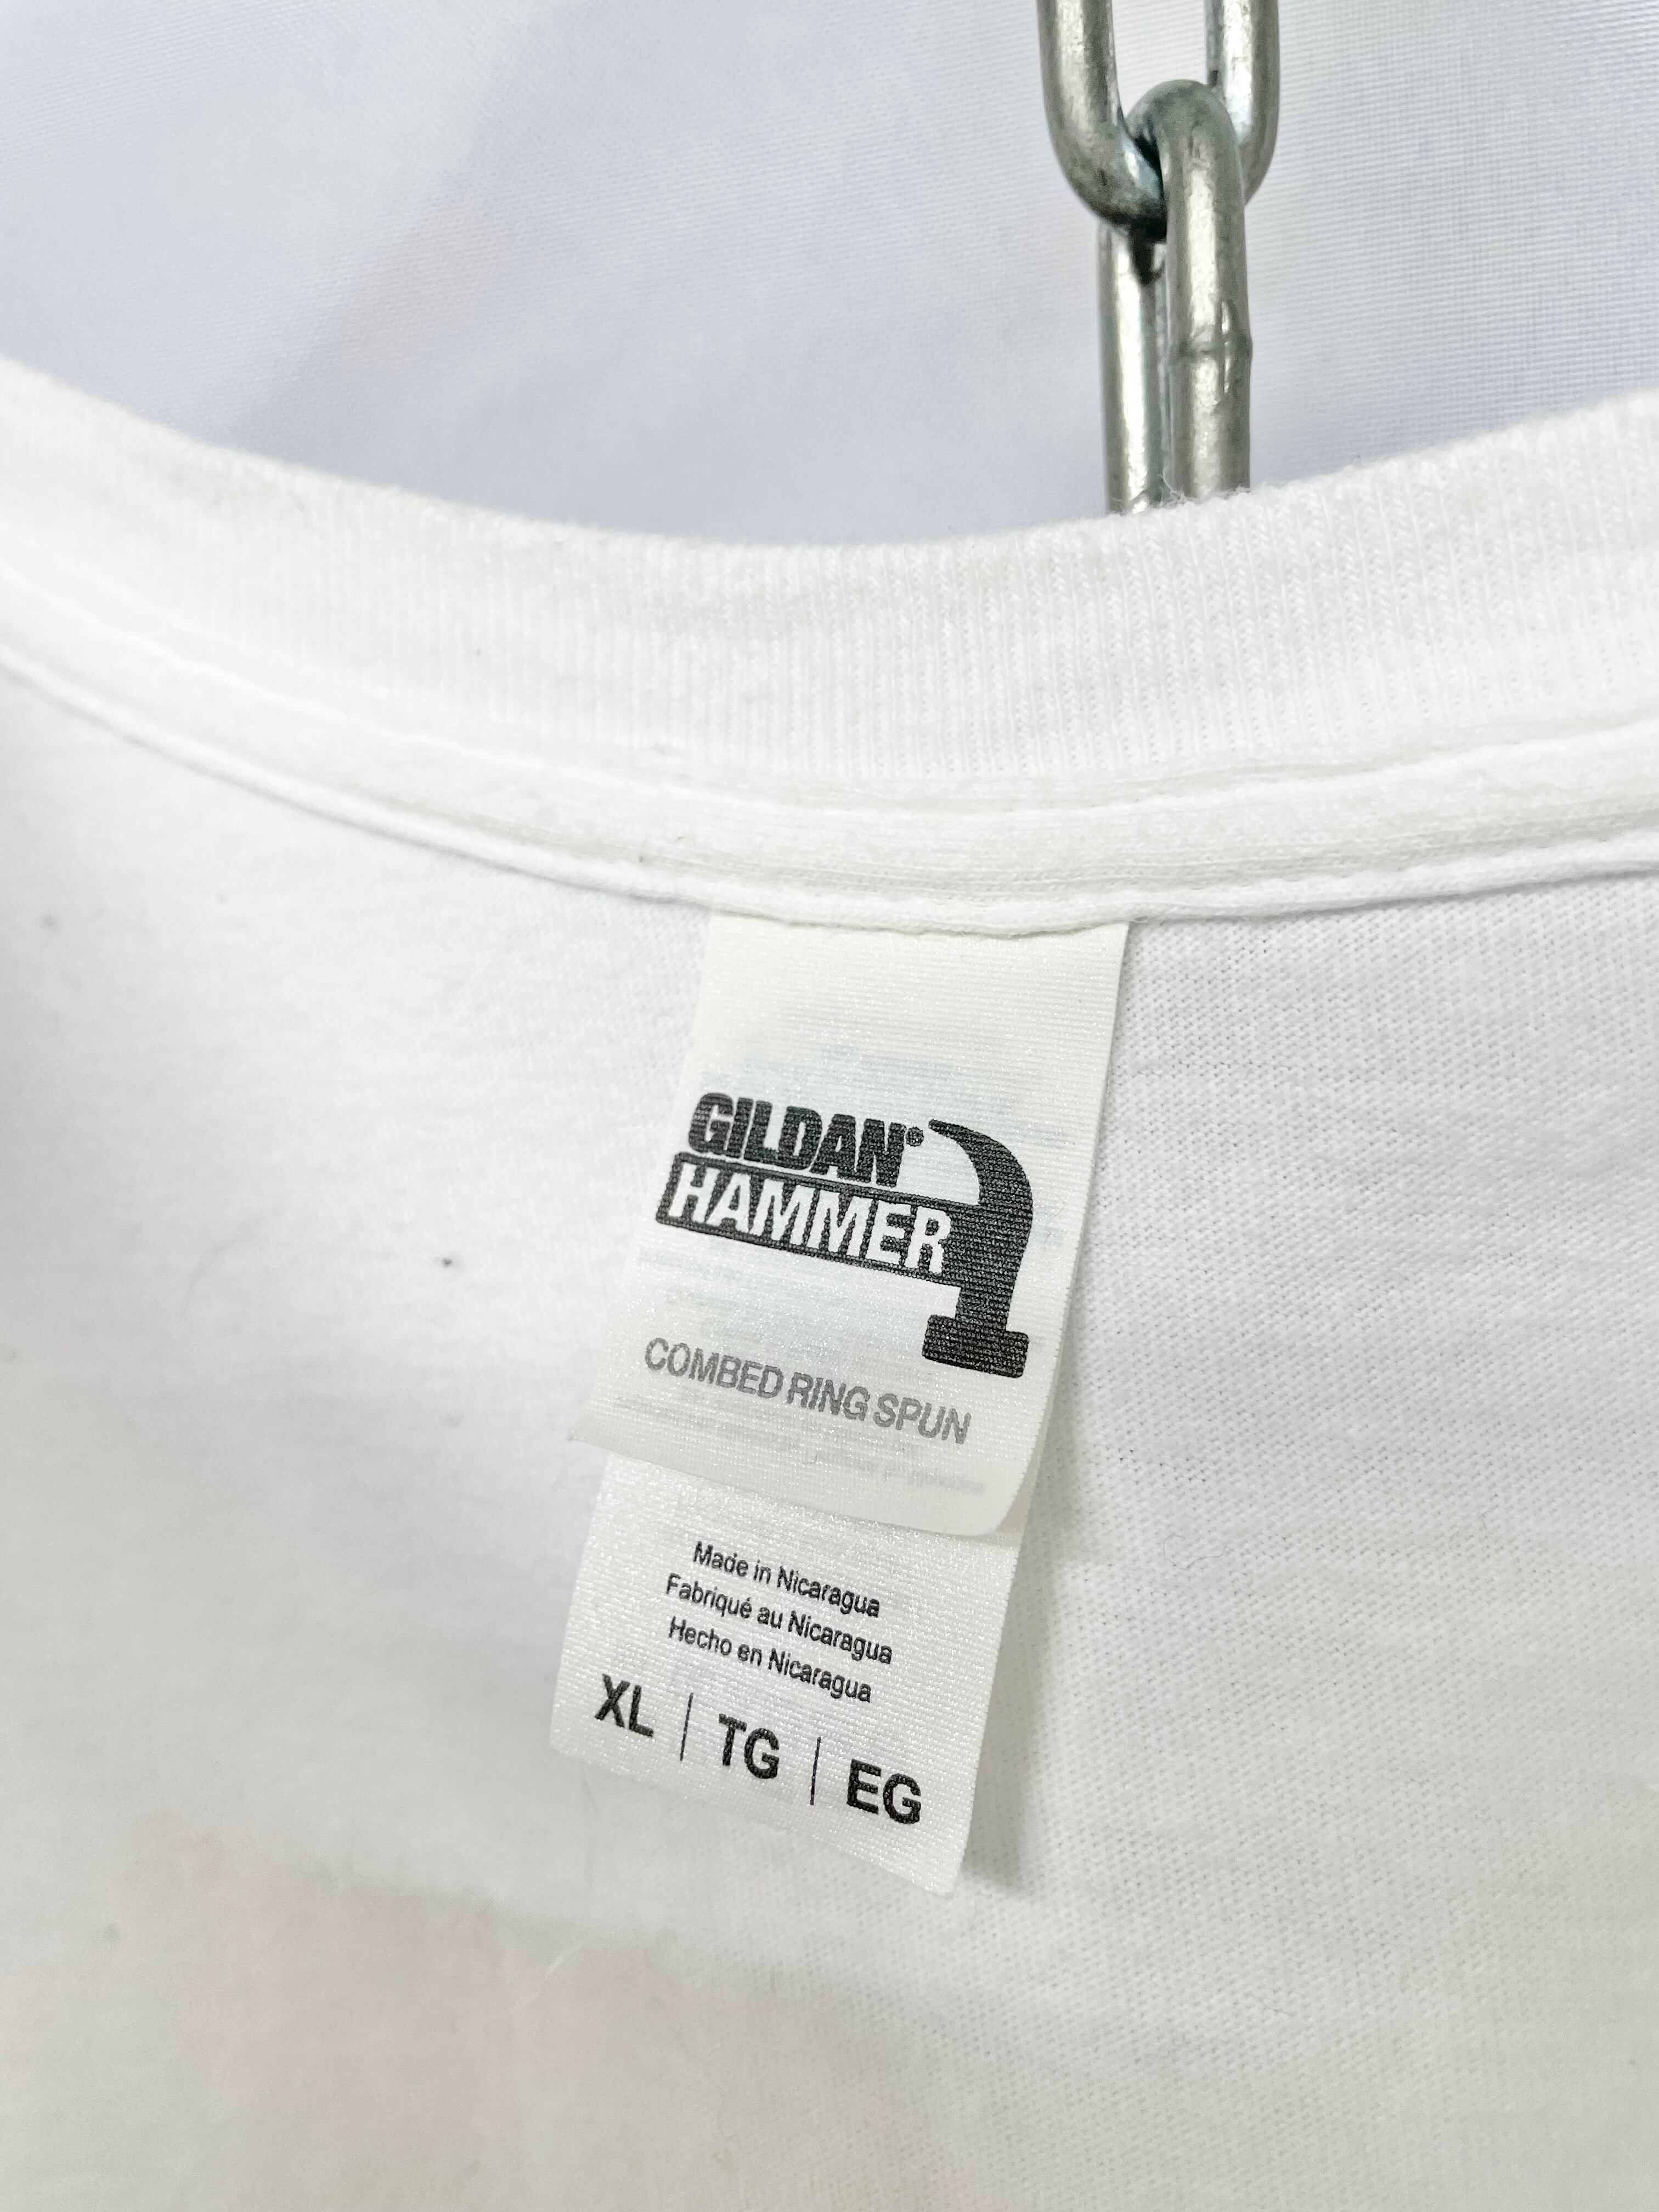 GILDAN®
HAMMER
COMBED RING SPUN
Made in Nicaragua
Fabriqué au Nicaragua
Hecho en Nicaragua
XL | TG | EG